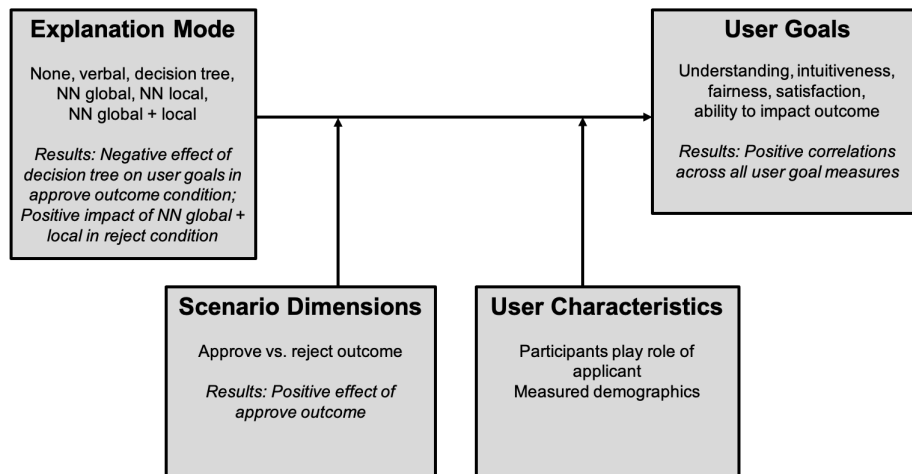 Explanation Mode
None, verbal, decision tree,
NN global, NN local,
NN global + local
Results: Negative effect of
decision tree on user goals in
approve outcome condition;
Positive impact of NN global +
local in reject condition
User Goals
Understanding, intuitiveness,
fairness, satisfaction,
ability to impact outcome
Results: Positive correlations
across all user goal measures
Scenario Dimensions
Approve vs. reject outcome
Results: Positive effect of
approve outcome
User Characteristics
Participants play role of
applicant
Measured demographics